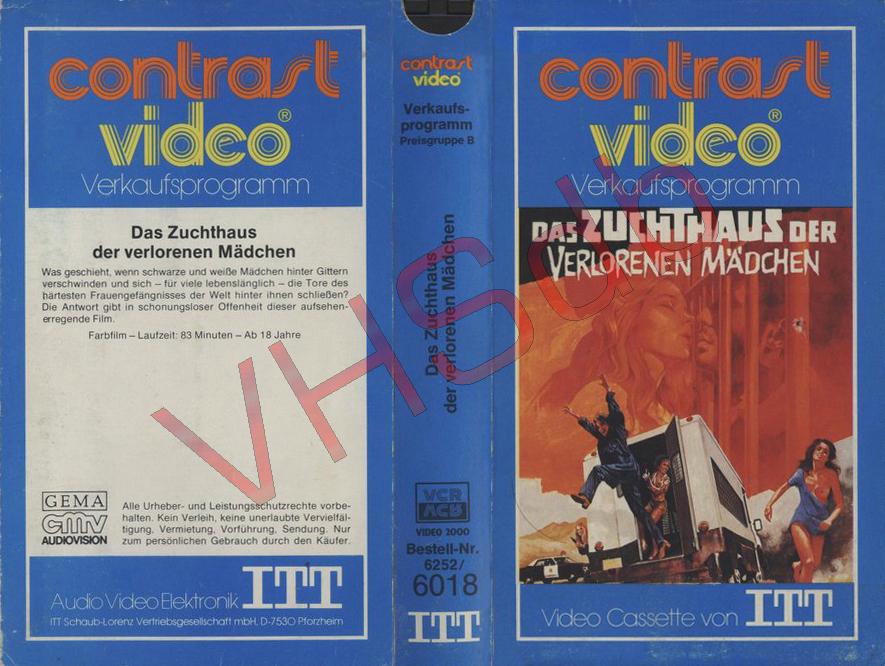 contrast
video®
Verkaufsprogramm
Das Zuchthaus
der verlorenen Mädchen
Was geschieht, wenn schwarze und weiße Mädchen hinter Gittern
verschwinden und sich – für viele lebenslänglich – die Tore des
härtesten Frauengefängnisses der Welt hinter ihnen schließen?
Die Antwort gibt in schonungsloser Offenheit dieser aufsehen-
erregende Film.
Farbfilm – Laufzeit: 83 Minuten – Ab 18 Jahre
GEMA
cmv
AUDIOVISION
Alle Urheber- und Leistungsschutzrechte vorbe-
halten. Kein Verleih, keine unerlaubte Vervielfäl-
tigung, Vermietung, Vorführung, Sendung. Nur
zum persönlichen Gebrauch durch den Käufer.
Audio Video Elektronik ITT
ITT Schaub-Lorenz Vertriebsgesellschaft mbH, D-7530 Pforzheim
contrast
video®
Verkaufs-
programm
Preisgruppe B
Das Zuchthaus
der verlorenen Mädchen
VCR
VCR
VIDEO 2000
Bestell-Nr.
6252/
6018
ITT
contrast
video®
Verkaufsprogramm
DAS ZUCHTHAUS DER
VERLORENEN MÄDCHEN
Video Cassette von ITT
VHSdb